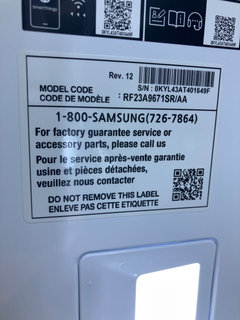 Rev. 12
S/N : 0KYL43AT401649F
MODEL CODE
CODE DE MODÈLE : RF23A9671SR/AA
1-800-SAMSUNG(726-7864)
For factory guarantee service or
accessory parts, please call us
Pour le service après-vente garantie
usine et pièces détachées,
veuillez nous contacter
DO NOT REMOVE THIS LABEL
ENLEVE PAS CETTE ETIQUETTE